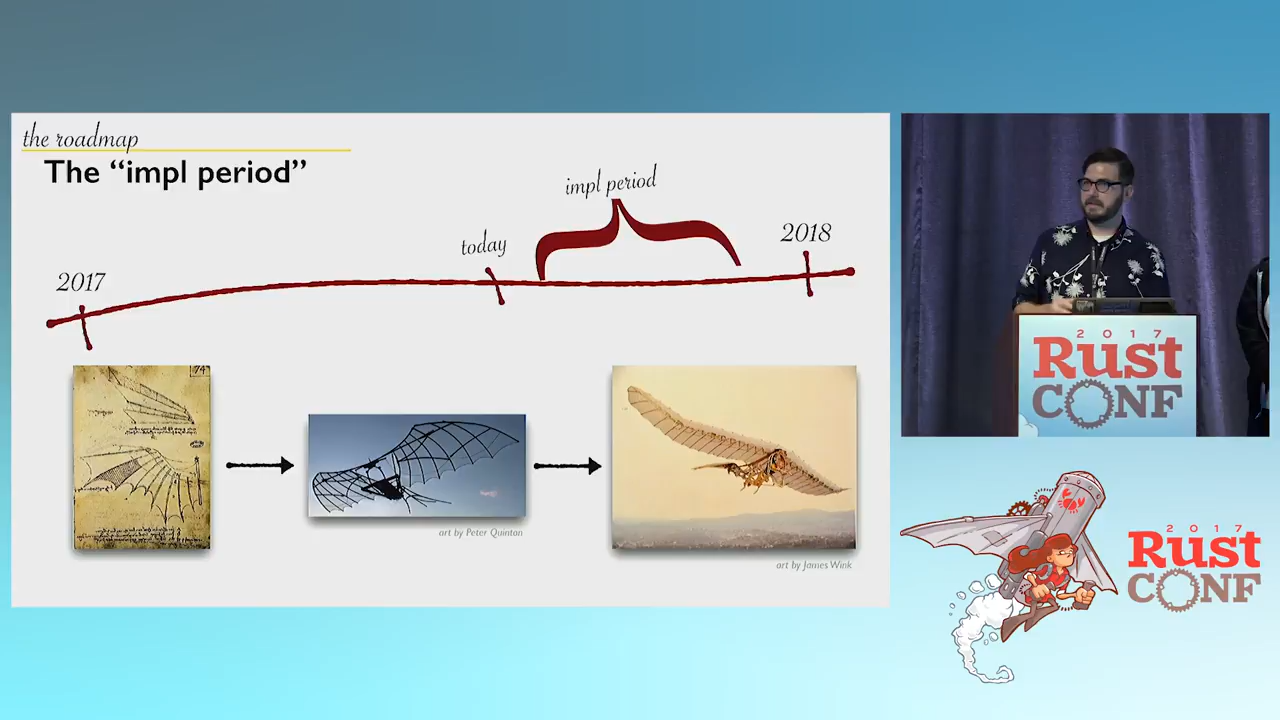 the roadmap
The “impl period”
impl period
today
2017
2018
74
art by Peter Quinton
art by James Wink
2017
Rust
CONF
2017
Rust
CONF